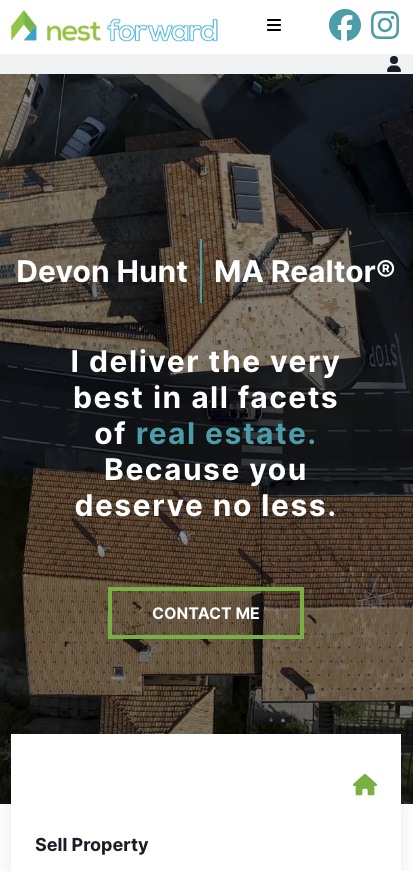 nest forward
Devon Hunt
MA Realtor®
STOP
I deliver the very
best in all facets
of real estate.
Because you
deserve no less.
CONTACT ME
Sell Property